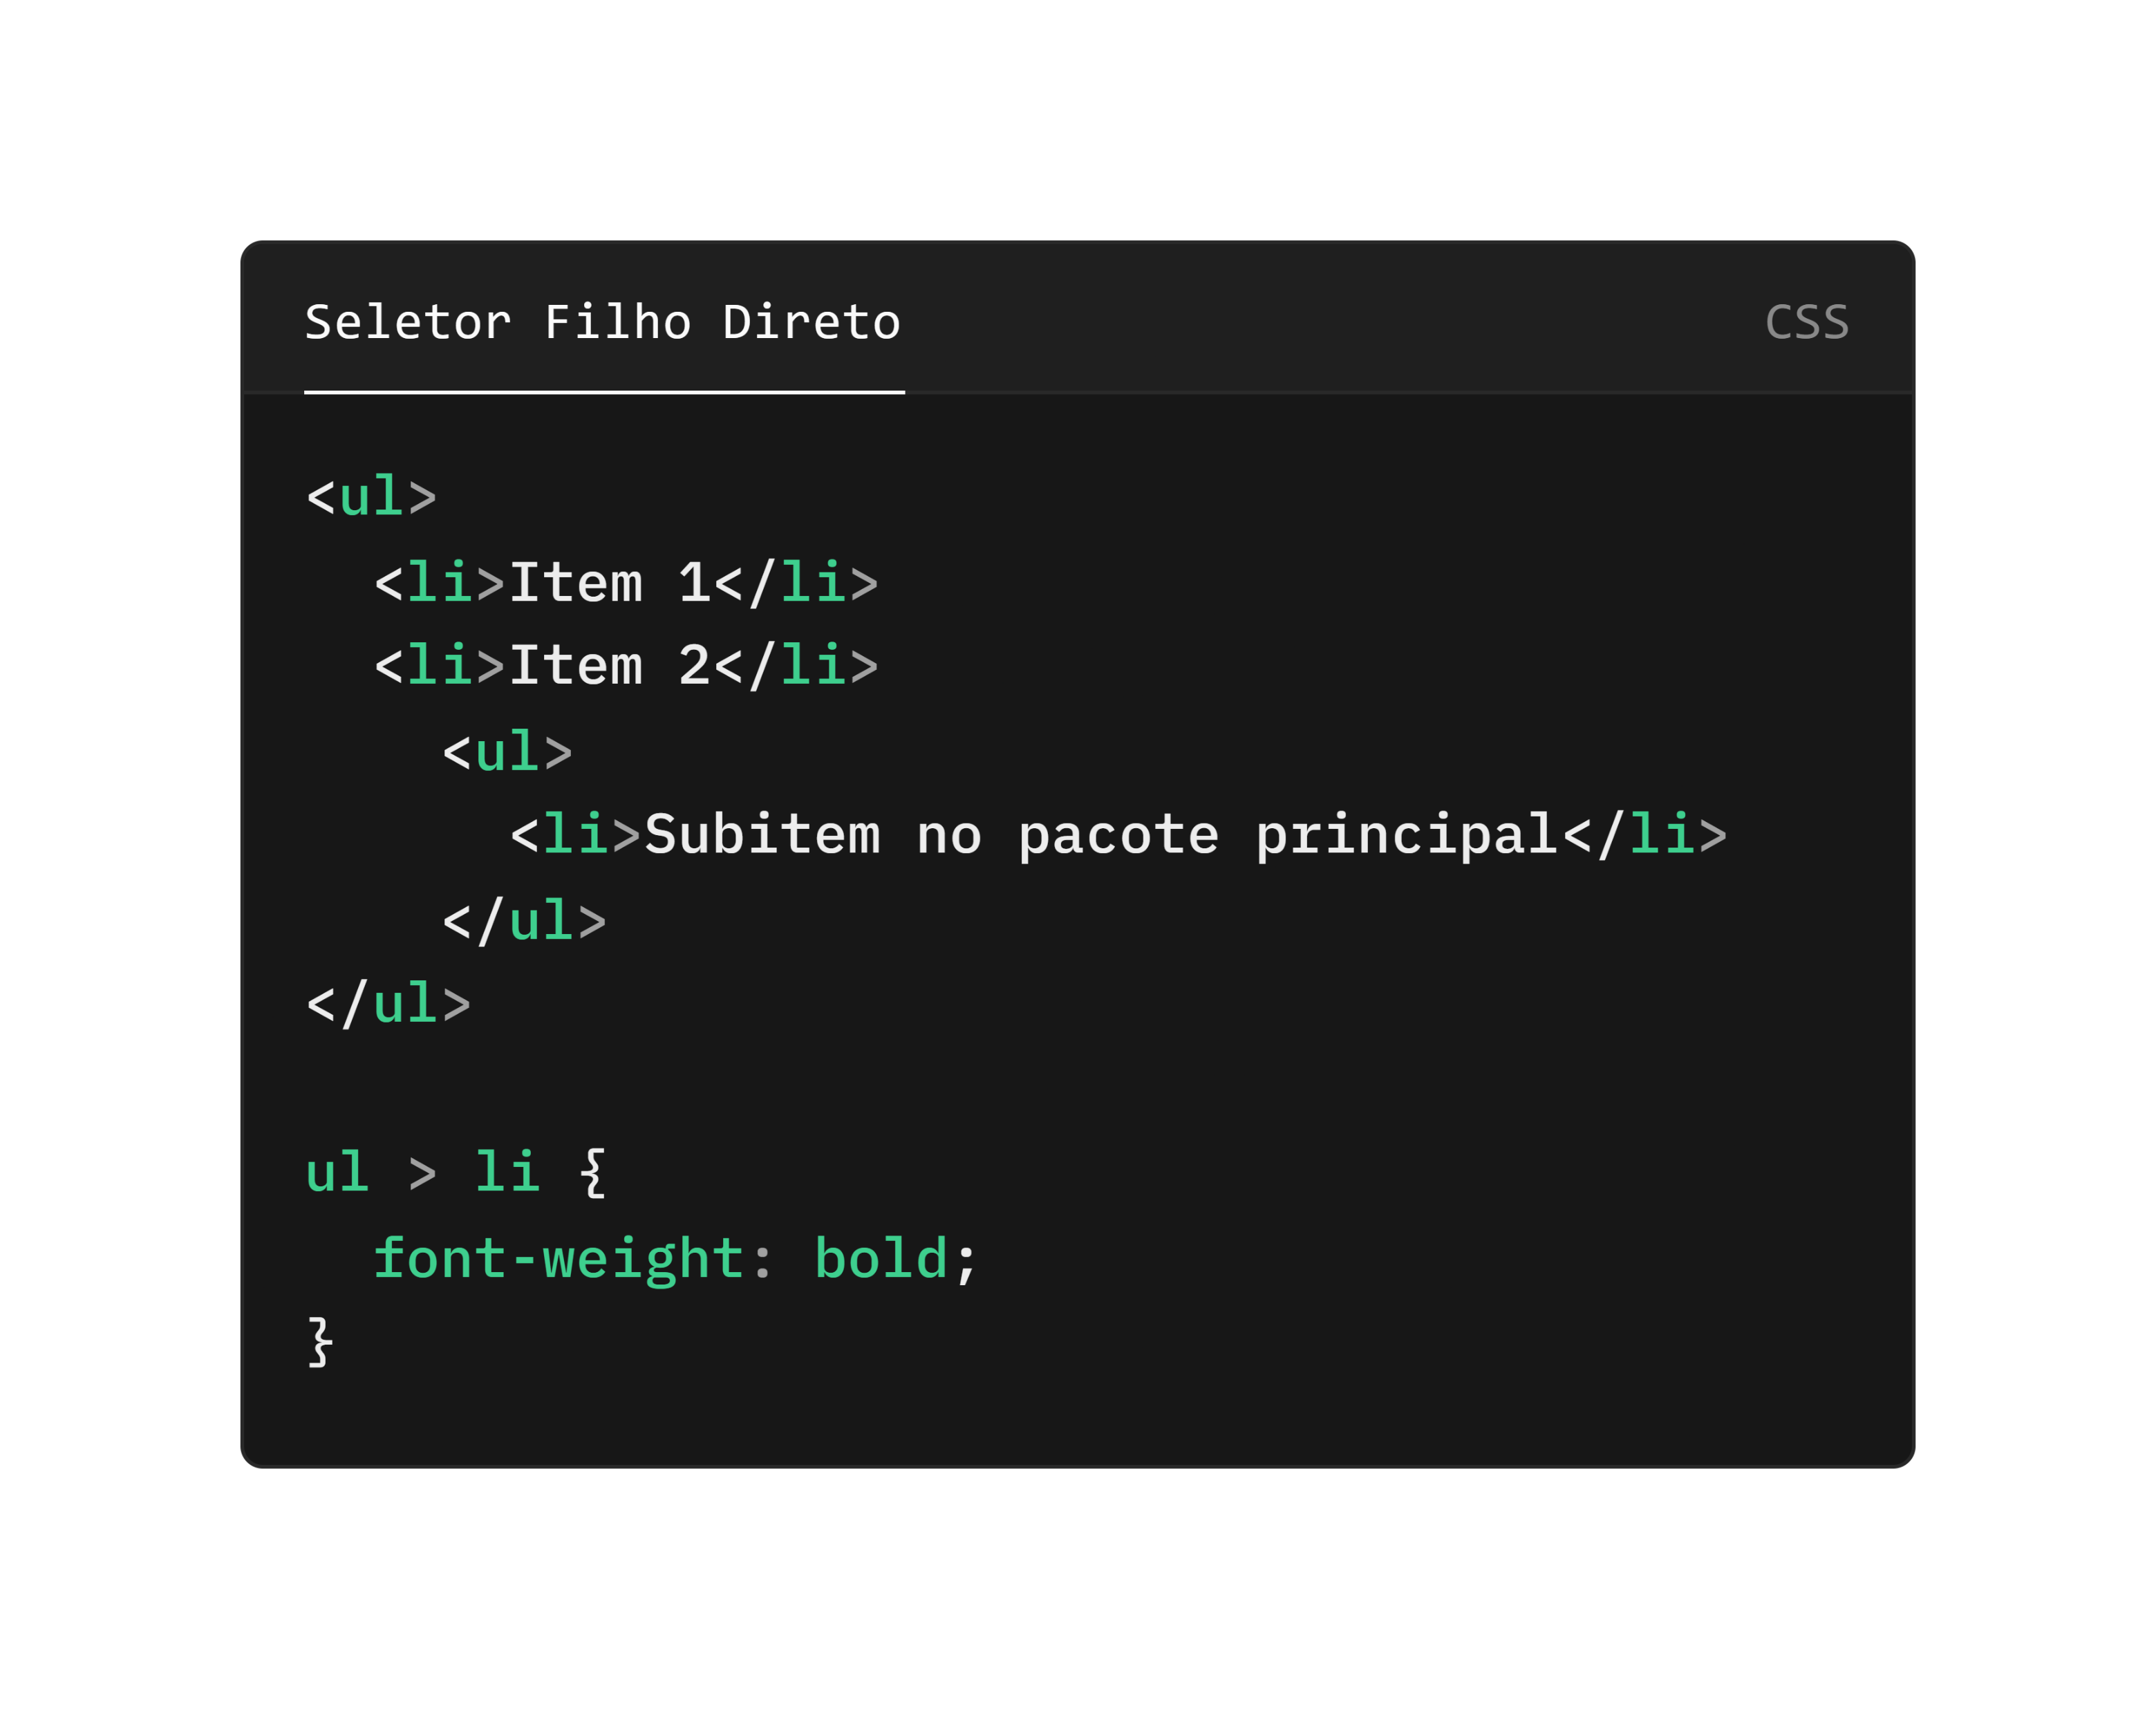 Seletor Filho Direto CSS
<ul>
  <li>Item 1</li>
  <li>Item 2</li>
    <ul>
      <li>Subitem no pacote principal</li>
    </ul>
</ul>

ul > li {
  font-weight: bold;
}